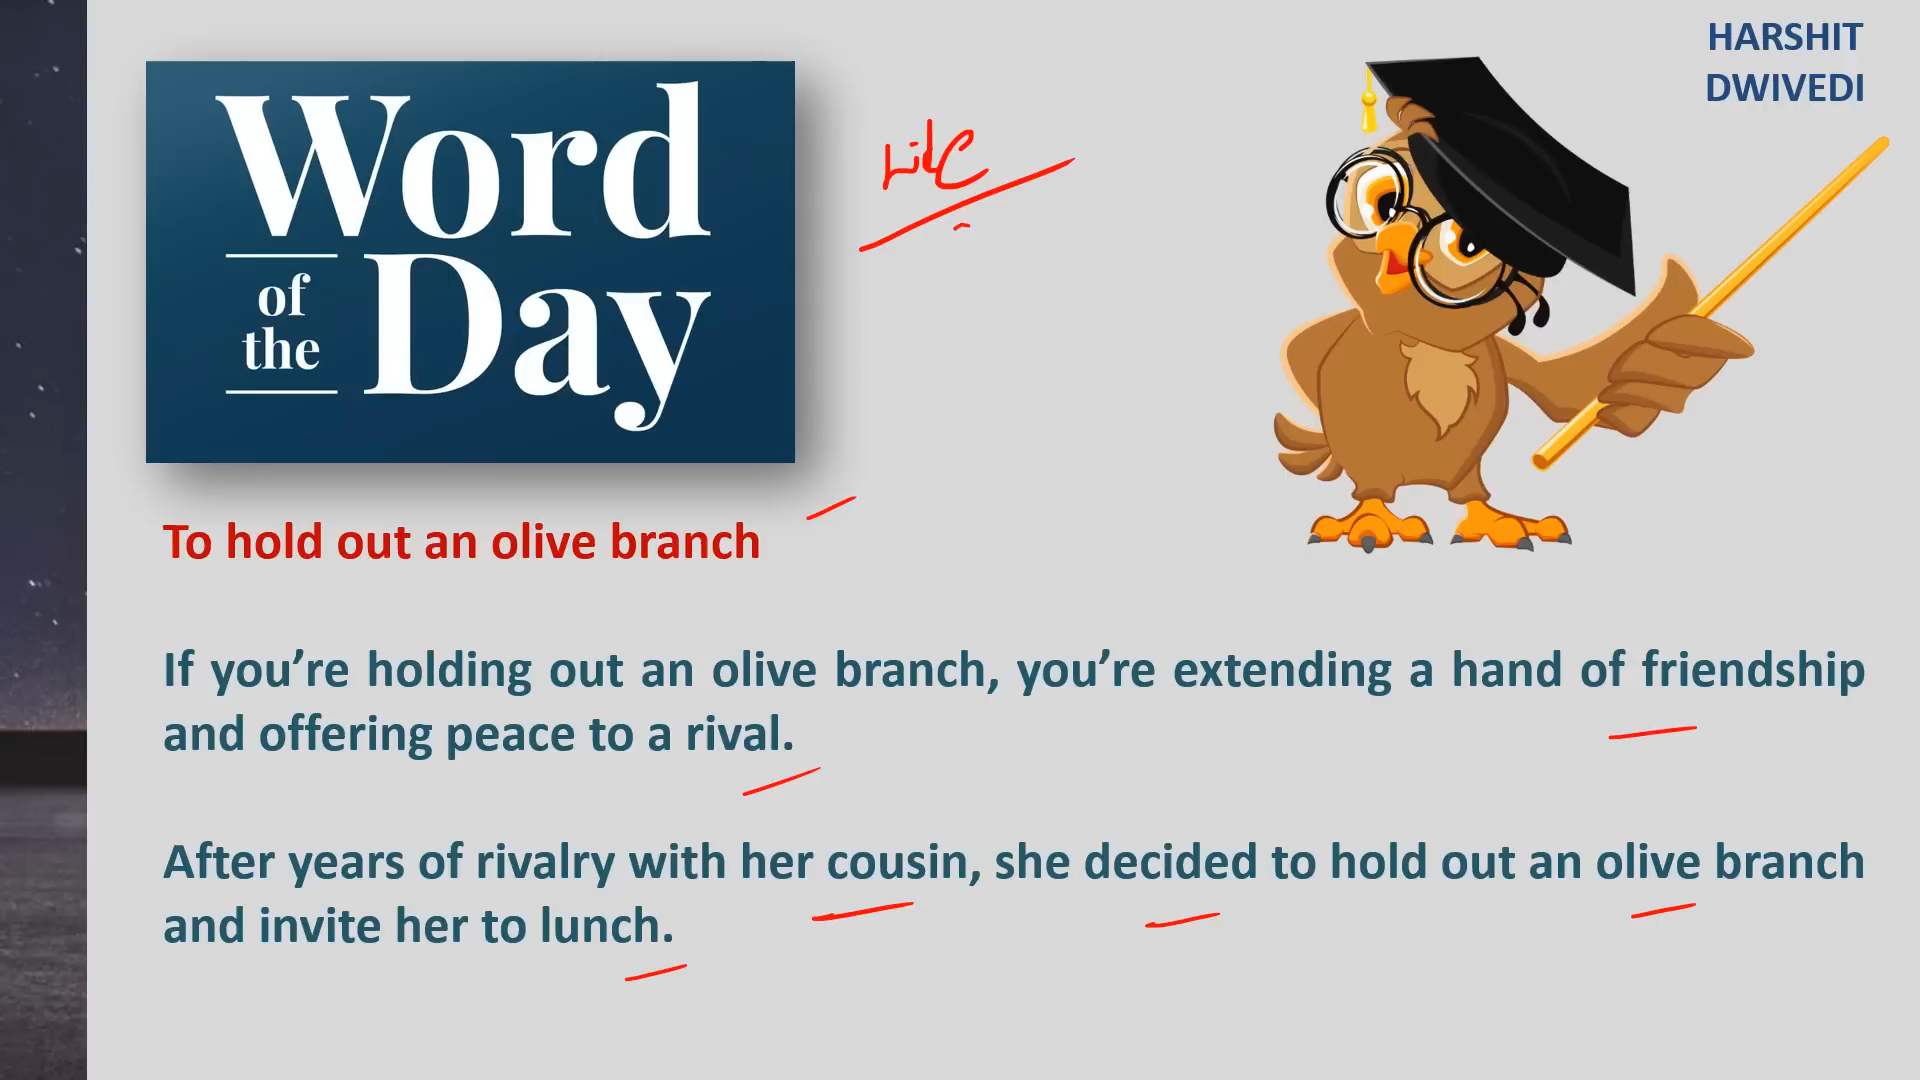 HARSHIT
DWIVEDI
Word
of
the
Day
To hold out an olive branch
If you’re holding out an olive branch, you’re extending a hand of friendship
and offering peace to a rival.
After years of rivalry with her cousin, she decided to hold out an olive branch
and invite her to lunch.